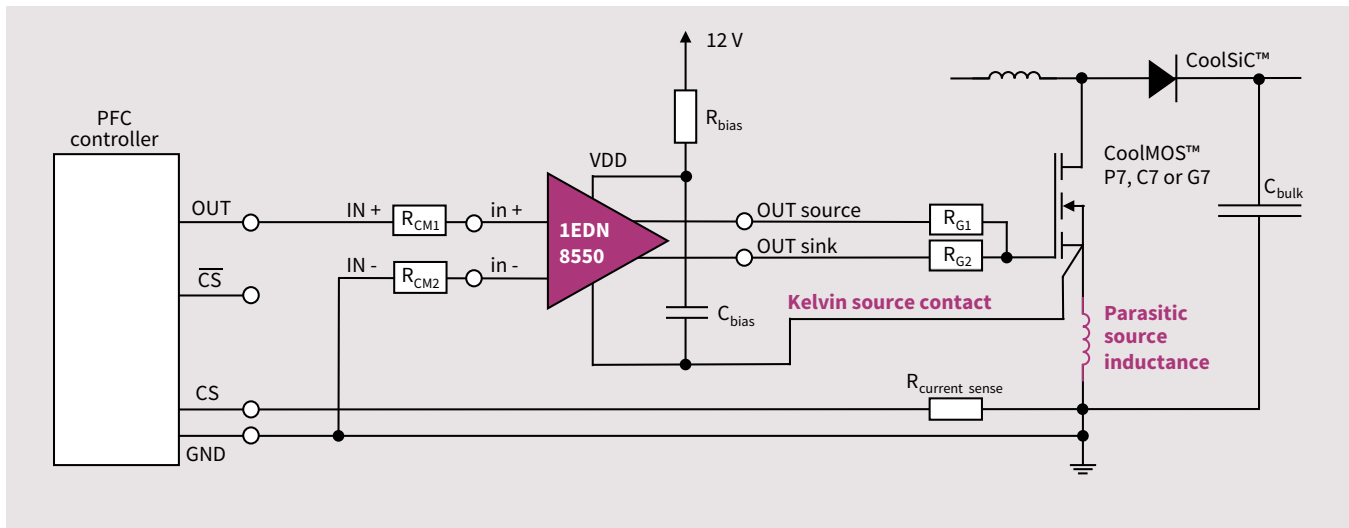 12 V
CoolSiC™
PFC
controller
R_bias
VDD
CoolMOS™
P7, C7 or G7
C_bulk
OUT
IN +
R_CM1
in +
1EDN
8550
OUT source
R_G1
OUT sink
R_G2
IN -
R_CM2
in -
CS
Kelvin source contact
C_bias
Parasitic
source
inductance
CS
R_current sense
GND